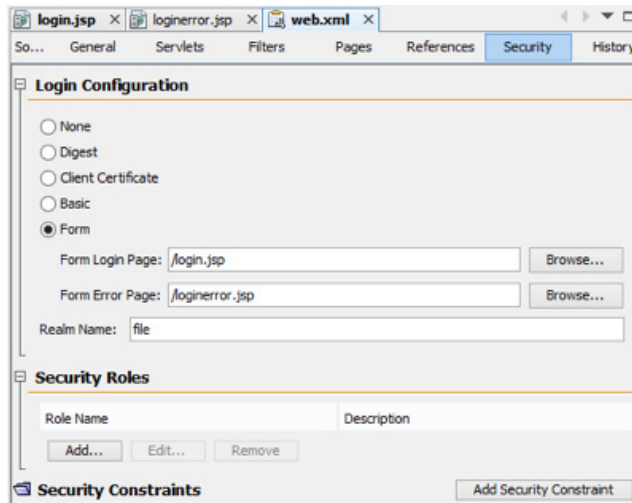 login.jsp loginerror.jsp web.xml
So... General Servlets Filters Pages References Security History
Login Configuration
None
Digest
Client Certificate
Basic
Form
Form Login Page: /login.jsp Browse...
Form Error Page: /loginerror.jsp Browse...
Realm Name: file
Security Roles
Role Name Description
Add... Edit... Remove
Security Constraints Add Security Constraint